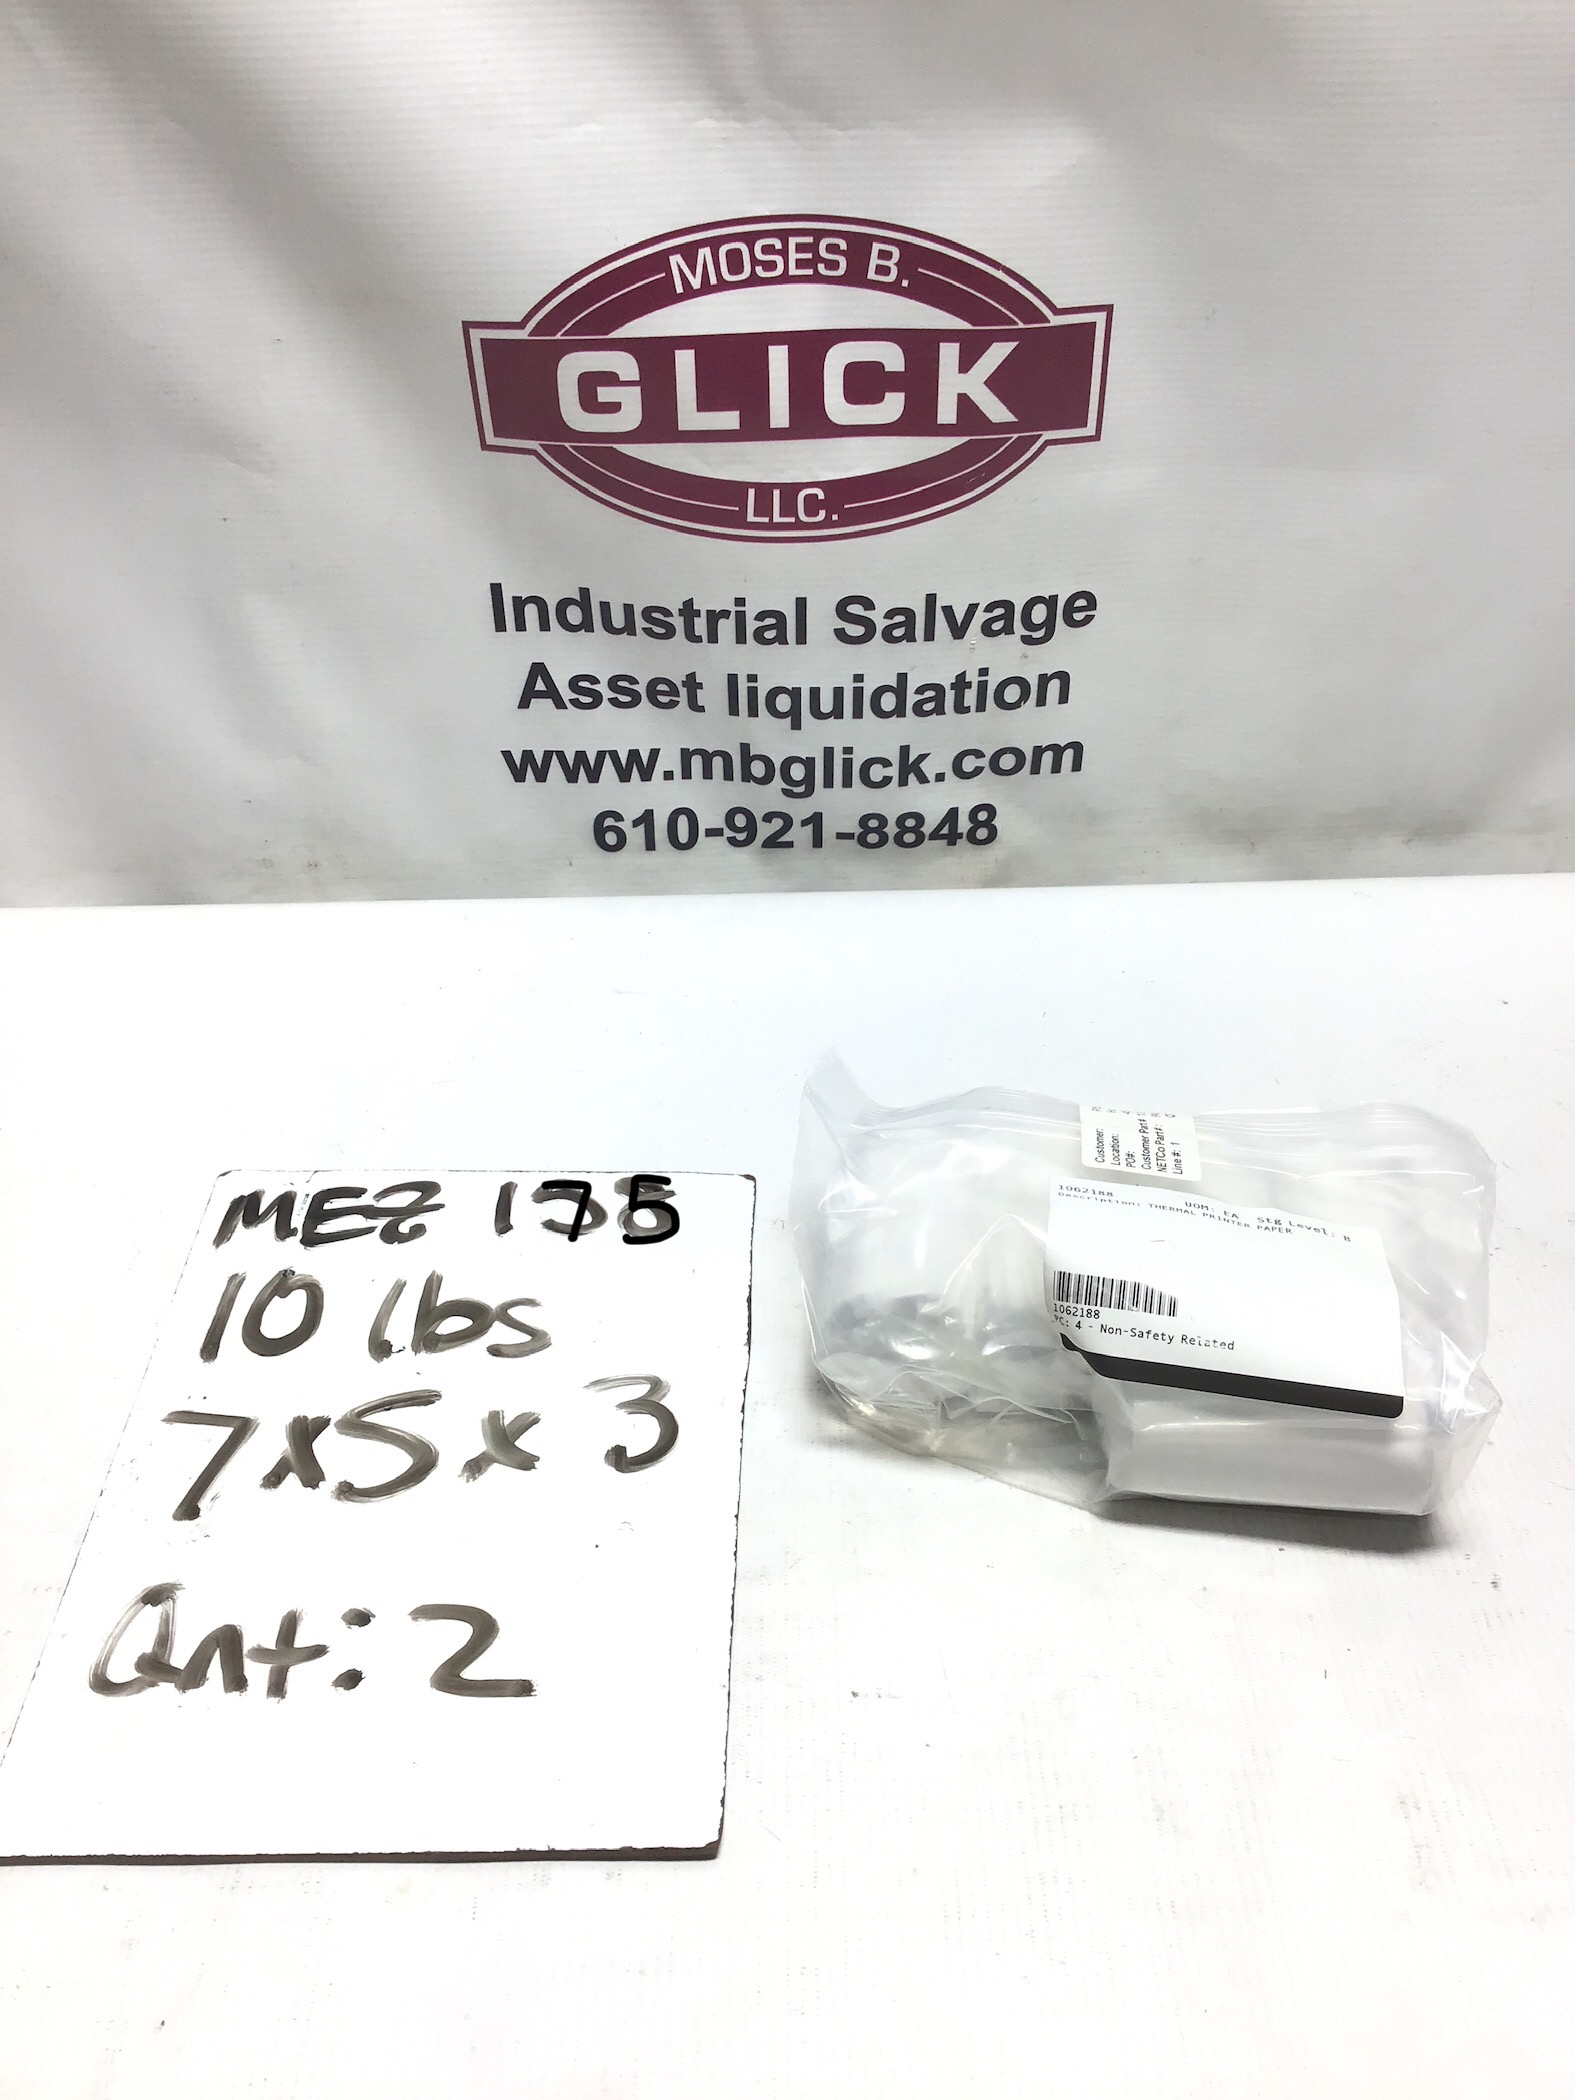 MOSES B.
GLICK
LLC.
Industrial Salvage
Asset liquidation
www.mbglick.com
610-921-8848
MEZ 175
10 lbs
7x5x3
Qnt: 2
Customer:
Location:
PO#:
Customer Part#
NETCo Part#:
Line #: 1
1062188 UOM: EA Stg Level: B
Description: THERMAL PRINTER PAPER
1062188
PC: 4 - Non-Safety Related